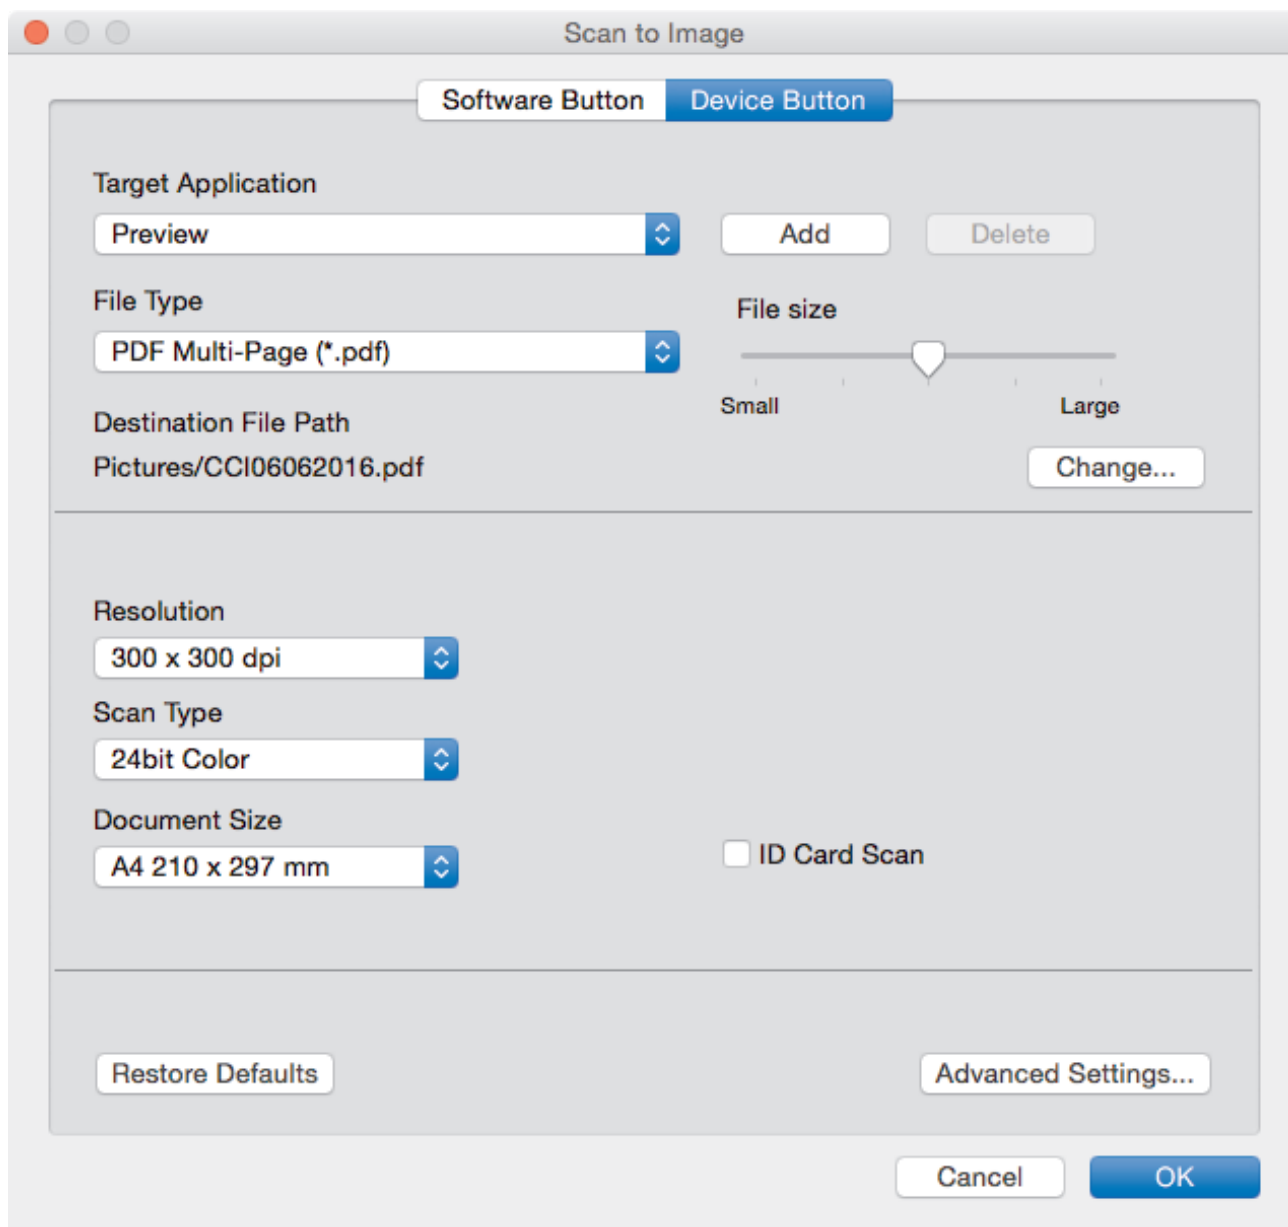 Scan to Image
Software Button
Device Button
Target Application
Preview
Add
Delete
File Type
File size
PDF Multi-Page (*.pdf)
Small
Large
Destination File Path
Pictures/CCI06062016.pdf
Change...
Resolution
300 x 300 dpi
Scan Type
24bit Color
Document Size
A4 210 x 297 mm
ID Card Scan
Restore Defaults
Advanced Settings...
Cancel
OK